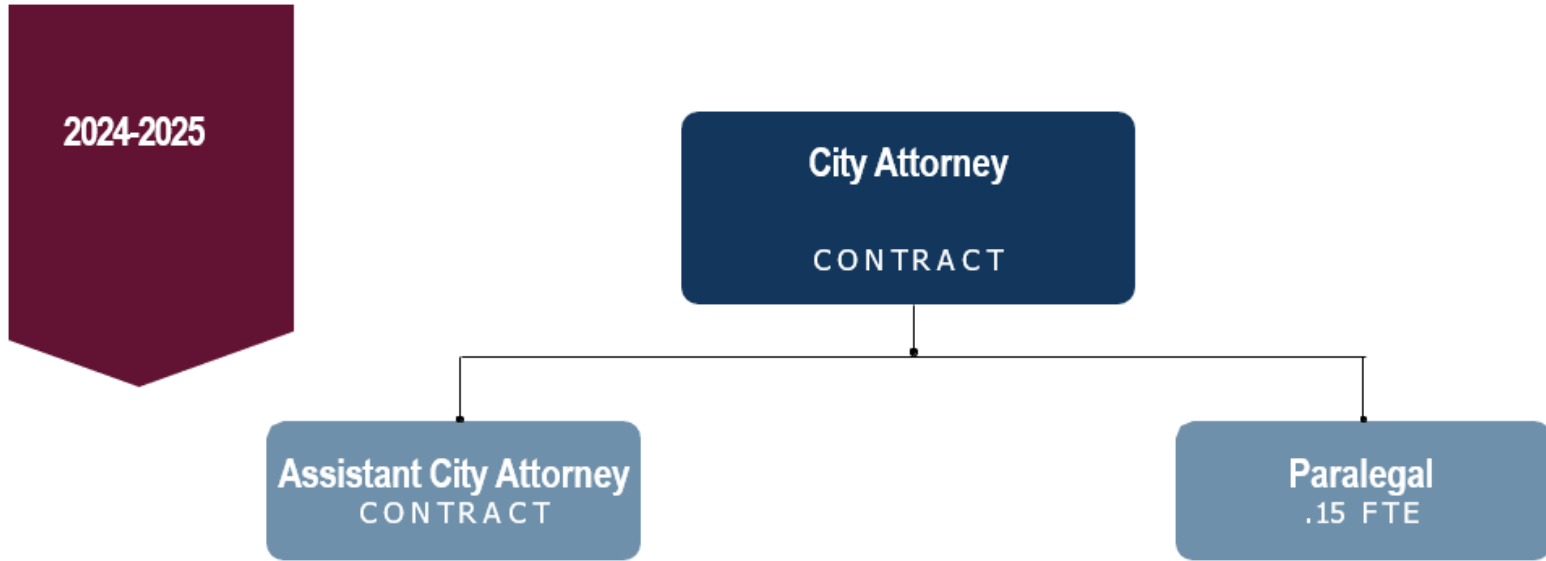 2024-2025
City Attorney
CONTRACT
Assistant City Attorney
CONTRACT
Paralegal
.15 FTE